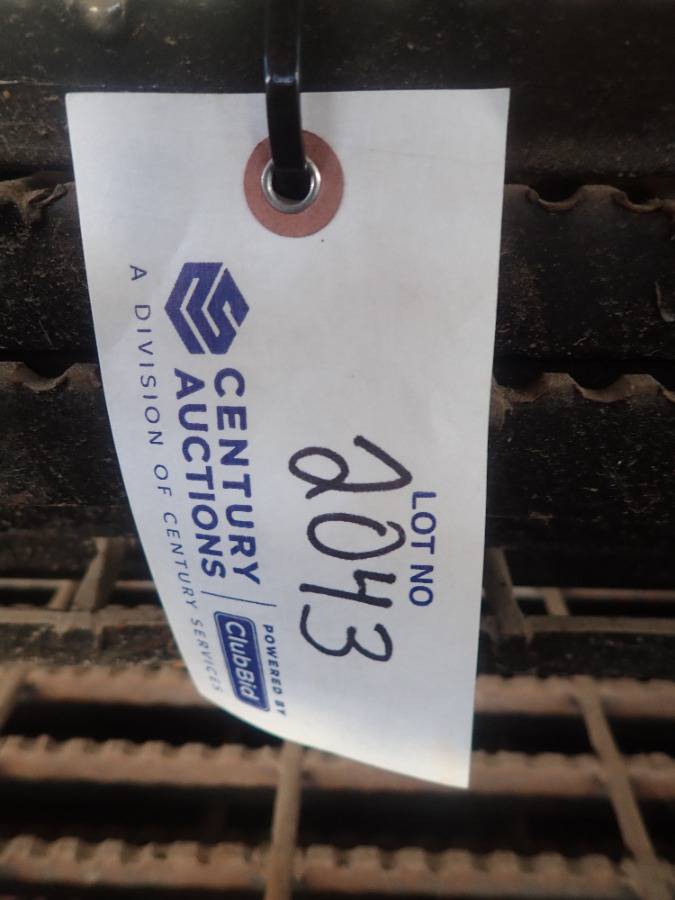 LOT NO
2043
CENTURY
AUCTIONS
A DIVISION OF CENTURY SERVICES
POWERED BY
ClubBid